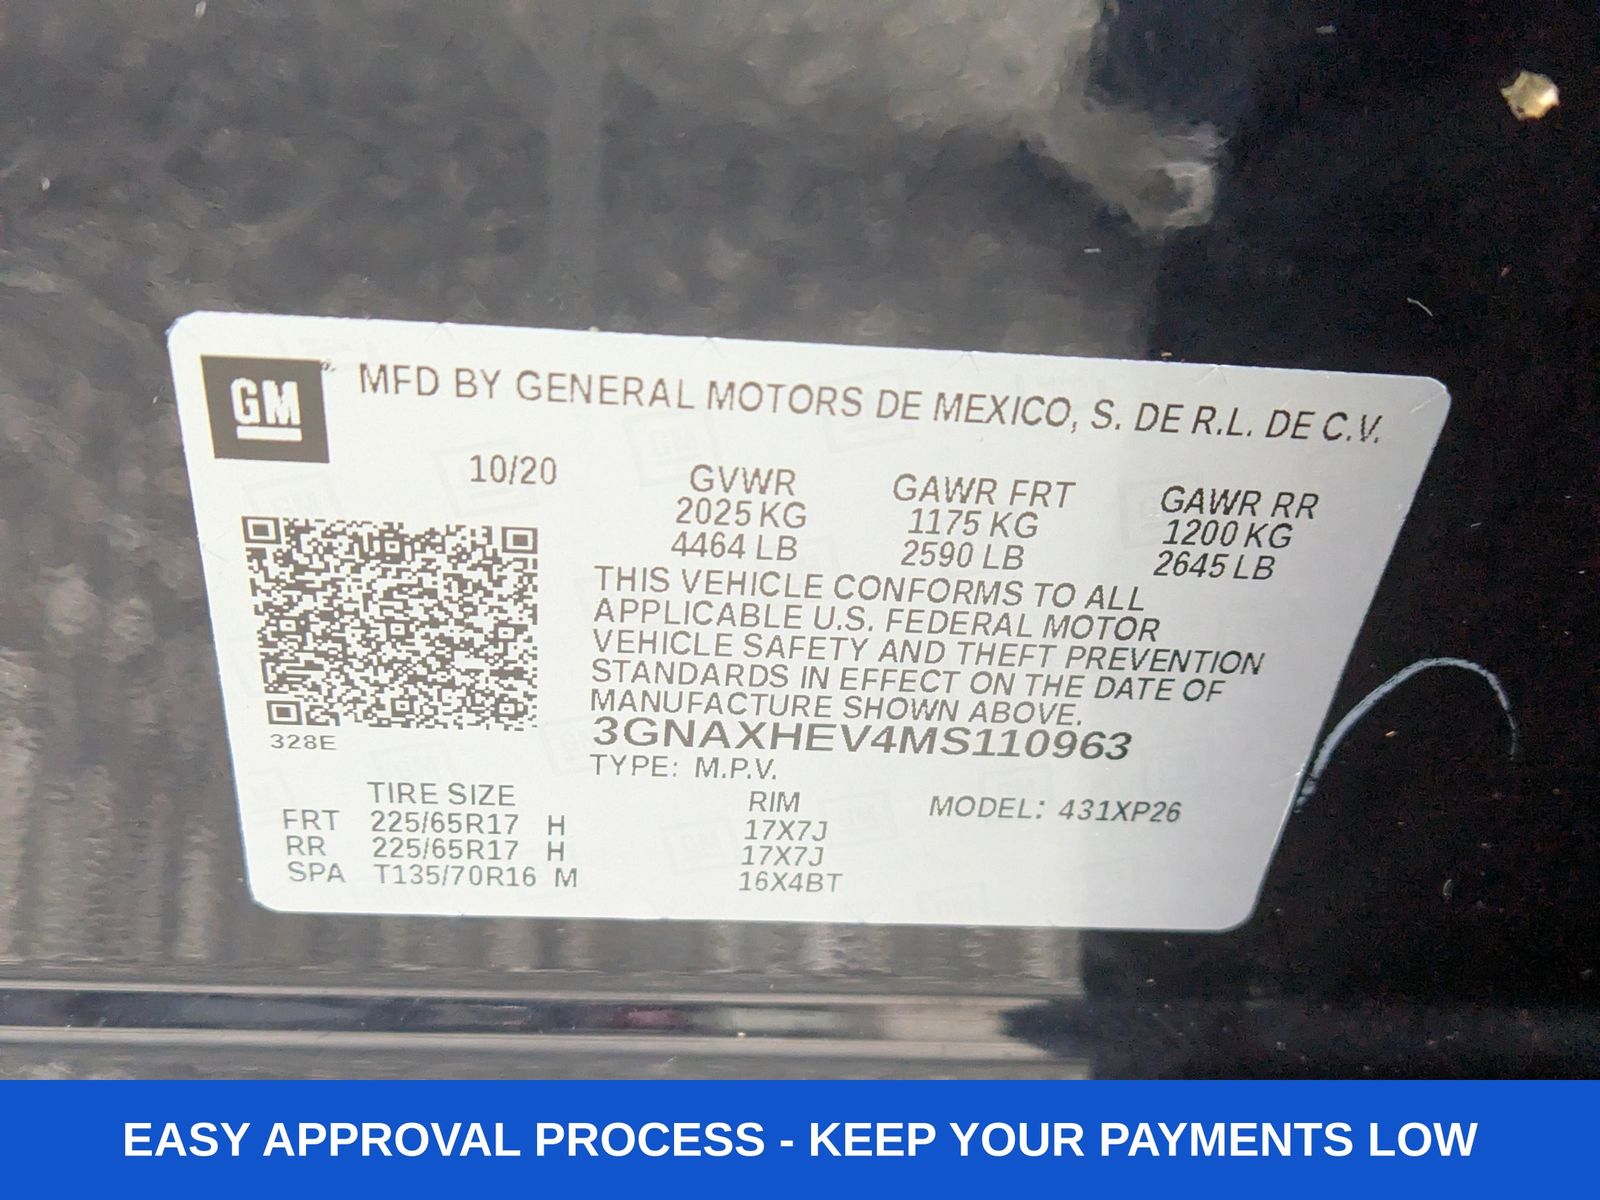 GM
MFD BY GENERAL MOTORS DE MEXICO, S. DE R.L. DE C.V.
10/20
GVWR
2025 KG
4464 LB
GAWR FRT
1175 KG
2590 LB
GAWR RR
1200 KG
2645 LB
THIS VEHICLE CONFORMS TO ALL
APPLICABLE U.S. FEDERAL MOTOR
VEHICLE SAFETY AND THEFT PREVENTION
STANDARDS IN EFFECT ON THE DATE OF
MANUFACTURE SHOWN ABOVE.
3GNAXHEV4MS110963
328E
TYPE: M.P.V.
TIRE SIZE RIM MODEL: 431XP26
FRT 225/65R17 H 17X7J
RR 225/65R17 H 17X7J
SPA T135/70R16 M 16X4BT
EASY APPROVAL PROCESS - KEEP YOUR PAYMENTS LOW